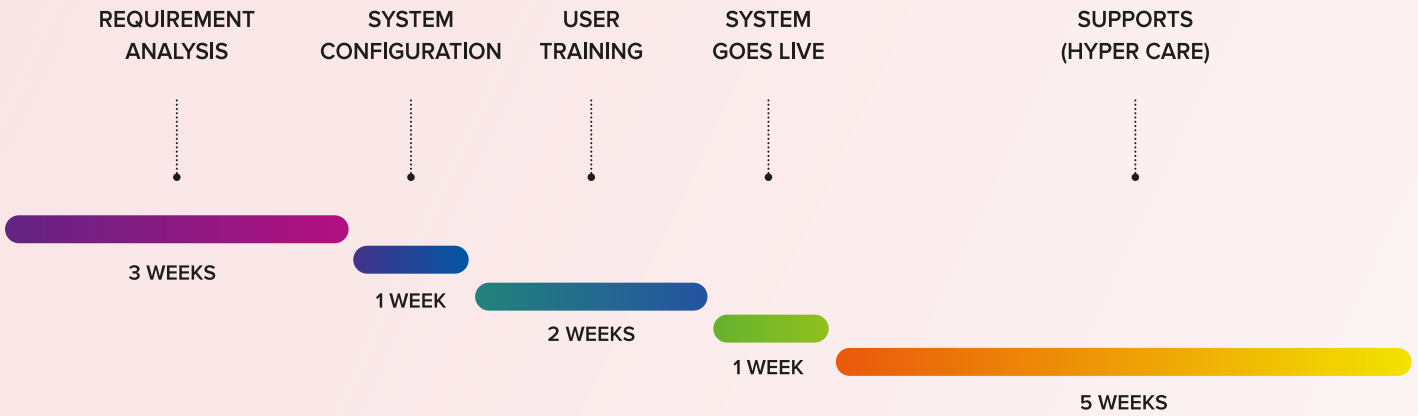 REQUIREMENT
ANALYSIS
SYSTEM
CONFIGURATION
USER
TRAINING
SYSTEM
GOES LIVE
SUPPORTS
(HYPER CARE)
3 WEEKS
1 WEEK
2 WEEKS
1 WEEK
5 WEEKS